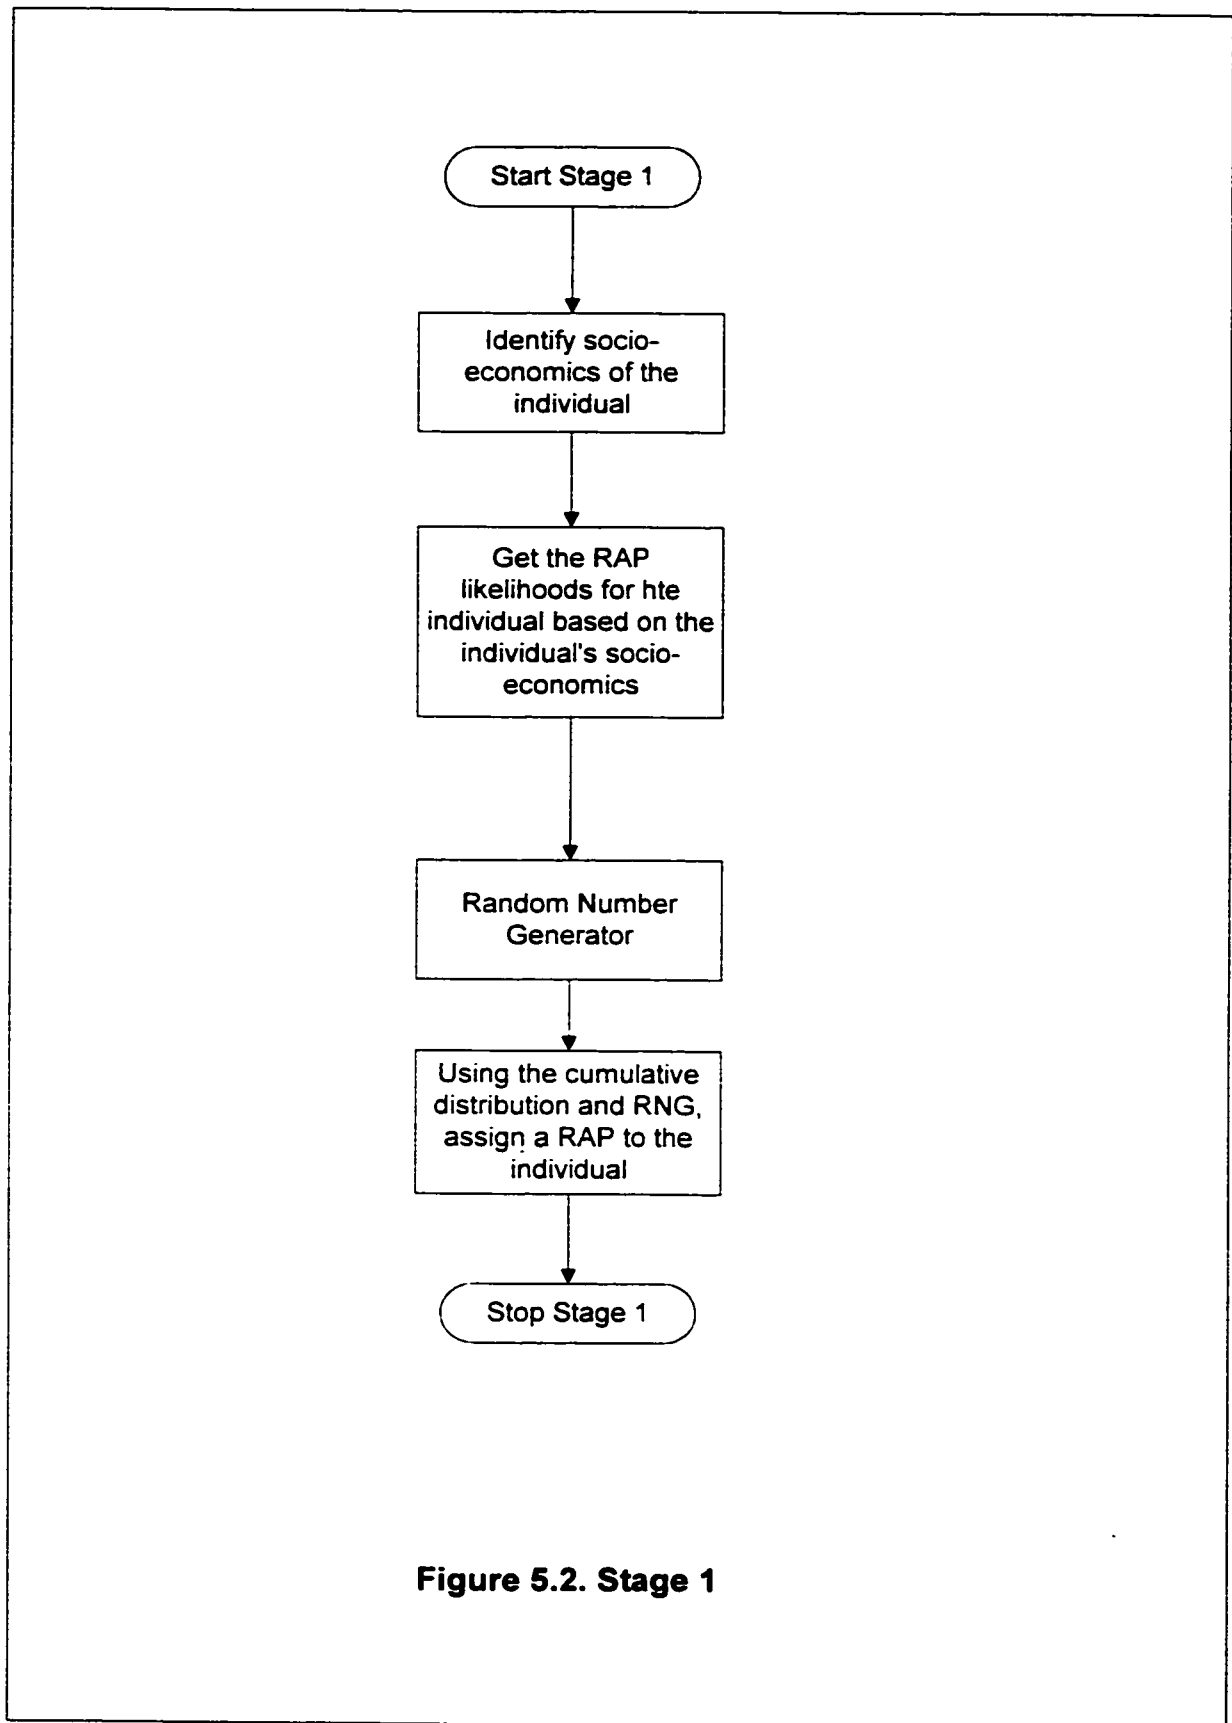 Start Stage 1
Identify socio-
economics of the
individual
Get the RAP
likelihoods for hte
individual based on the
individual's socio-
economics
Random Number
Generator
Using the cumulative
distribution and RNG,
assign a RAP to the
individual
Stop Stage 1
Figure 5.2. Stage 1